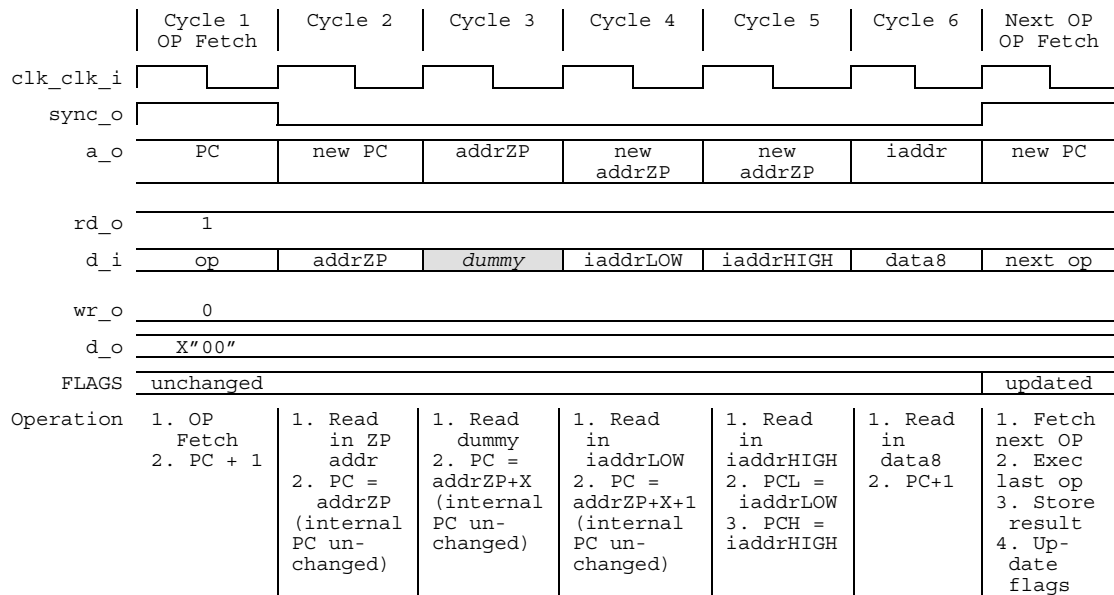 Cycle 1 Cycle 2 Cycle 3 Cycle 4 Cycle 5 Cycle 6 Next OP
OP Fetch OP Fetch
clk_clk_i
sync_o
a_o PC new PC addrZP new new iaddr new PC
addrZP addrZP
rd_o 1
d_i op addrZP dummy iaddrLOW iaddrHIGH data8 next op
wr_o 0
d_o X"00"
FLAGS unchanged updated
Operation 1. OP 1. Read 1. Read 1. Read 1. Read 1. Read 1. Fetch
Fetch in ZP dummy in in in next OP
2. PC + 1 addr 2. PC = iaddrLOW iaddrHIGH data8 2. Exec
2. PC = addrZP+X 2. PC = 2. PCL = 2. PC+1 last op
addrZP (internal addrZP+X+1 iaddrLOW 3. Store
(internal PC un- (internal 3. PCH = result
PC un- changed) PC un- iaddrHIGH 4. Up-
changed) changed) date
flags